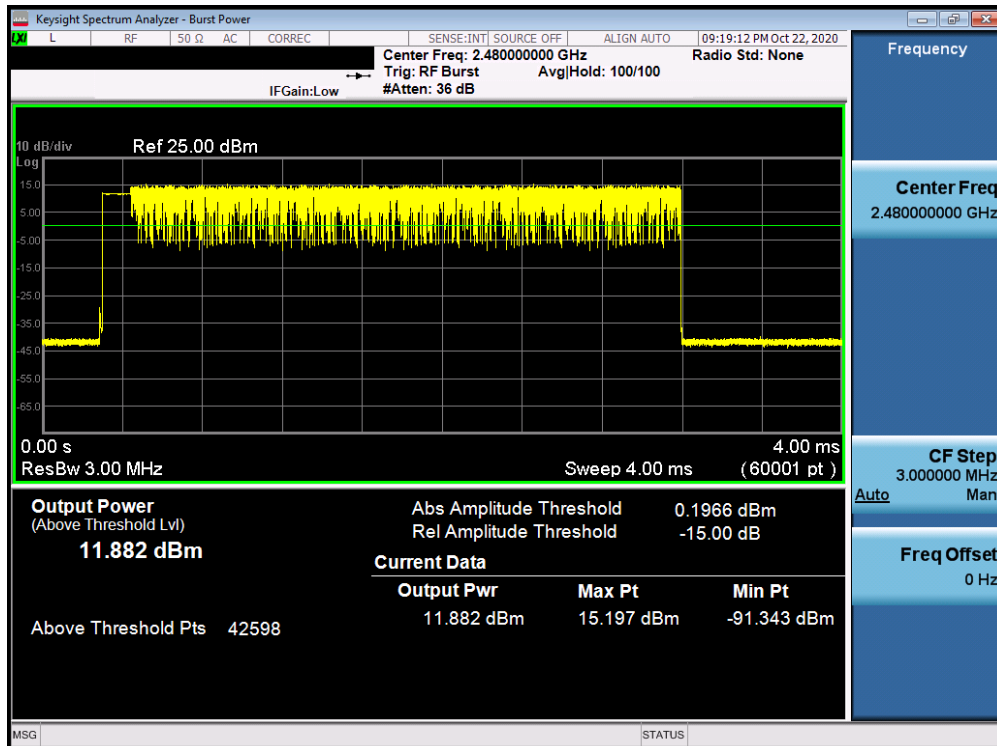 Keysight Spectrum Analyzer - Burst Power
LXI L RF 50 Ω AC CORREC SENSE:INT SOURCE OFF ALIGN AUTO 09:19:12 PM Oct 22, 2020
Center Freq: 2.480000000 GHz Radio Std: None
Trig: RF Burst Avg|Hold: 100/100
IFGain:Low #Atten: 36 dB
10 dB/div Ref 25.00 dBm
Log
15.0
5.00
-5.00
-15.0
-25.0
-35.0
-45.0
-55.0
-65.0
0.00 s 4.00 ms
ResBw 3.00 MHz Sweep 4.00 ms (60001 pt)
Output Power
(Above Threshold Lvl)
11.882 dBm
Above Threshold Pts 42598
Abs Amplitude Threshold 0.1966 dBm
Rel Amplitude Threshold -15.00 dB
Current Data
Output Pwr Max Pt Min Pt
11.882 dBm 15.197 dBm -91.343 dBm
Frequency
Center Freq
2.480000000 GHz
CF Step
3.000000 MHz
Auto Man
Freq Offset
0 Hz
MSG STATUS